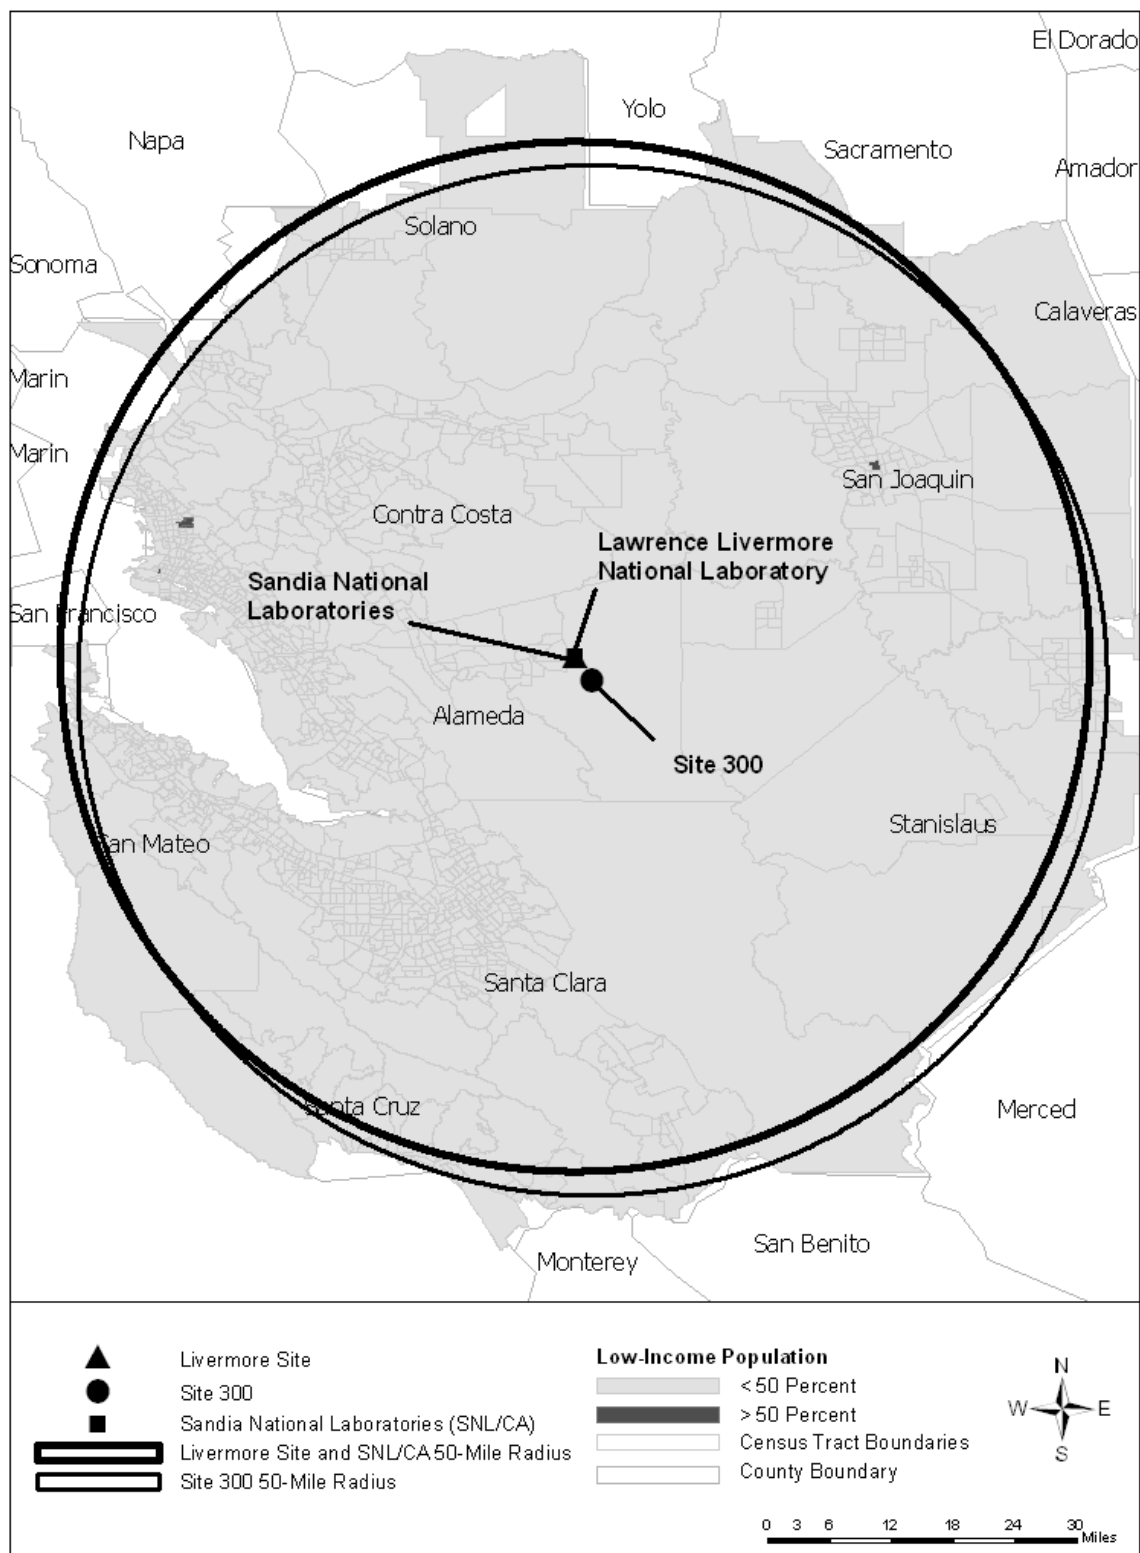 El Dorado
Yolo
Napa
Sacramento
Amador
Solano
Sonoma
Calaveras
Marin
Marin
San Joaquin
Contra Costa
Lawrence Livermore
National Laboratory
Sandia National
Laboratories
San Francisco
Alameda
Site 300
Stanislaus
San Mateo
Santa Clara
Santa Cruz
Merced
San Benito
Monterey
Livermore Site
Site 300
Sandia National Laboratories (SNL/CA)
Livermore Site and SNL/CA 50-Mile Radius
Site 300 50-Mile Radius
Low-Income Population
< 50 Percent
> 50 Percent
Census Tract Boundaries
County Boundary
N
W E
S
0 3 6 12 18 24 30
Miles